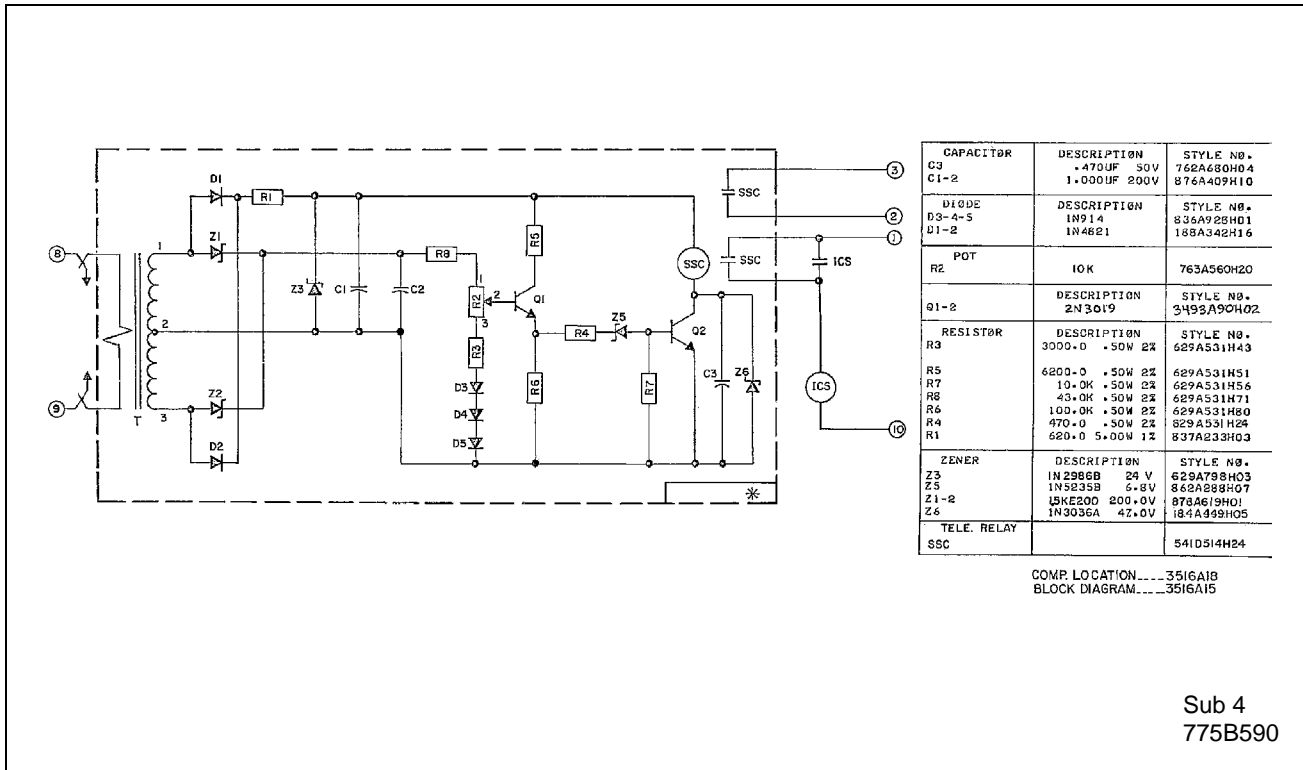 D1
R1
SSC
3
2
1
Z1
R8
R5
SSC
SSC
ICS
8
1
2
3
T
Z3
C1
C2
1
R2
2
3
Q1
R3
R4
Z5
Q2
R6
R7
C3
Z6
ICS
D3
D4
D5
Z2
9
D2
10
*
CAPACITØR DESCRIPTIØN STYLE NØ.
C3 .470UF 50V 762A680H04
C1-2 1.000UF 200V 876A409H10
DIØDE DESCRIPTIØN STYLE NØ.
D3-4-5 1N914 836A928H01
D1-2 1N4821 188A342H16
POT
R2 10K 763A560H20
DESCRIPTIØN STYLE NØ.
Q1-2 2N3019 3493A90H02
RESISTØR DESCRIPTIØN STYLE NØ.
R3 3000.0 .50W 2% 629A531H43
R5 6200.0 .50W 2% 629A531H51
R7 10.0K .50W 2% 629A531H56
R8 43.0K .50W 2% 629A531H71
R6 100.0K .50W 2% 629A531H80
R4 470.0 .50W 2% 829A531H24
R1 620.0 5.00W 1% 837A233H03
ZENER DESCRIPTIØN STYLE NØ.
Z3 1N2986B 24 V 629A798H03
Z5 1N5235B 6.8V 862A288H07
Z1-2 1.5KE200 200.0V 878A619H01
Z6 1N3036A 47.0V 184A449H05
TELE. RELAY
SSC 541D514H24
COMP. LOCATION____3516A18
BLOCK DIAGRAM____3516A15
Sub 4
775B590